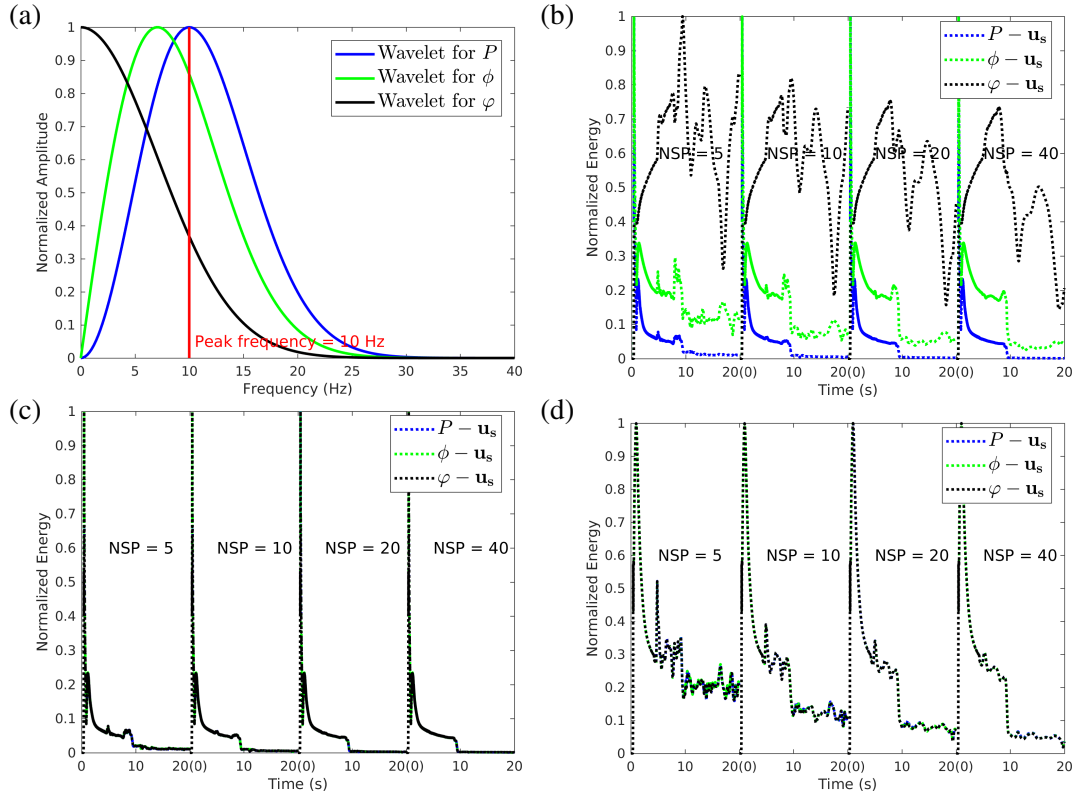 (a)
Normalized Amplitude
1
0.9
0.8
0.7
0.6
0.5
0.4
0.3
0.2
0.1
0
Wavelet for P
Wavelet for ϕ
Wavelet for φ
Peak frequency = 10 Hz
0 5 10 15 20 25 30 35 40
Frequency (Hz)
(b)
Normalized Energy
1
0.9
0.8
0.7
0.6
0.5
0.4
0.3
0.2
0.1
0
P − uₛ
ϕ − uₛ
φ − uₛ
NSP = 5 NSP = 10 NSP = 20 NSP = 40
0 10 20(0) 10 20(0) 10 20(0) 10 20
Time (s)
(c)
Normalized Energy
1
0.9
0.8
0.7
0.6
0.5
0.4
0.3
0.2
0.1
0
P − uₛ
ϕ − uₛ
φ − uₛ
NSP = 5 NSP = 10 NSP = 20 NSP = 40
0 10 20(0) 10 20(0) 10 20(0) 10 20
Time (s)
(d)
Normalized Energy
1
0.9
0.8
0.7
0.6
0.5
0.4
0.3
0.2
0.1
0
P − uₛ
ϕ − uₛ
φ − uₛ
NSP = 5 NSP = 10 NSP = 20 NSP = 40
0 10 20(0) 10 20(0) 10 20(0) 10 20
Time (s)